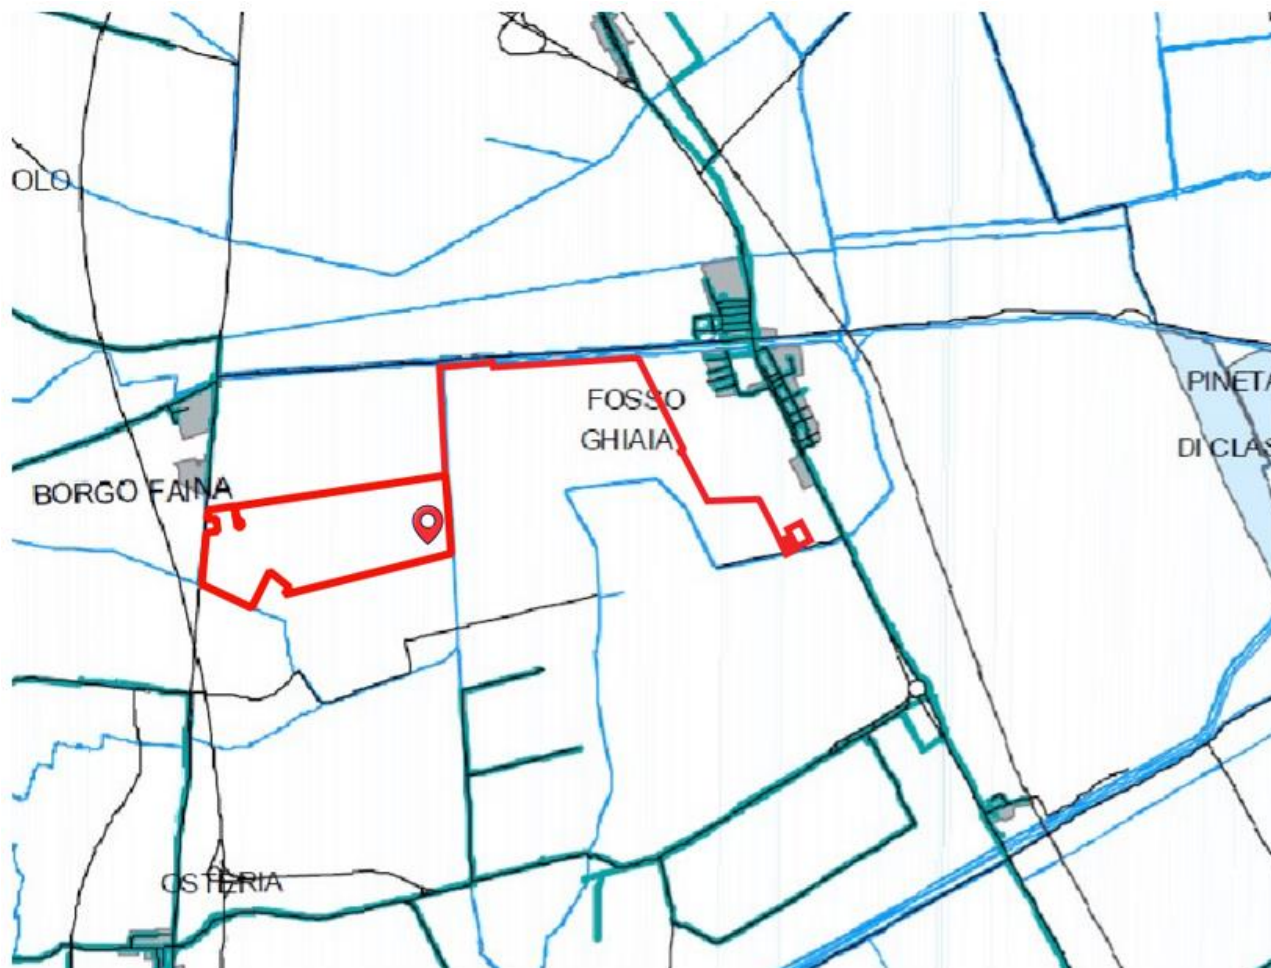 OLO
PINETA
FOSSO
GHIAIA
DI CLAS
BORGO FAINA
OSTERIA